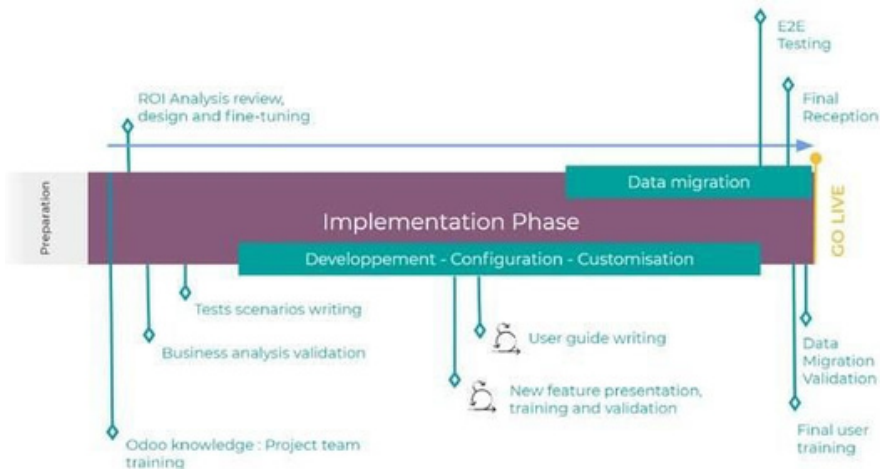 E2E
Testing
ROI Analysis review,
design and fine-tuning
Final
Reception
Preparation
Data migration
Implementation Phase
GO LIVE
Developpement - Configuration - Customisation
Tests scenarios writing
User guide writing
Business analysis validation
Data
Migration
Validation
New feature presentation,
training and validation
Odoo knowledge : Project team
training
Final user
training